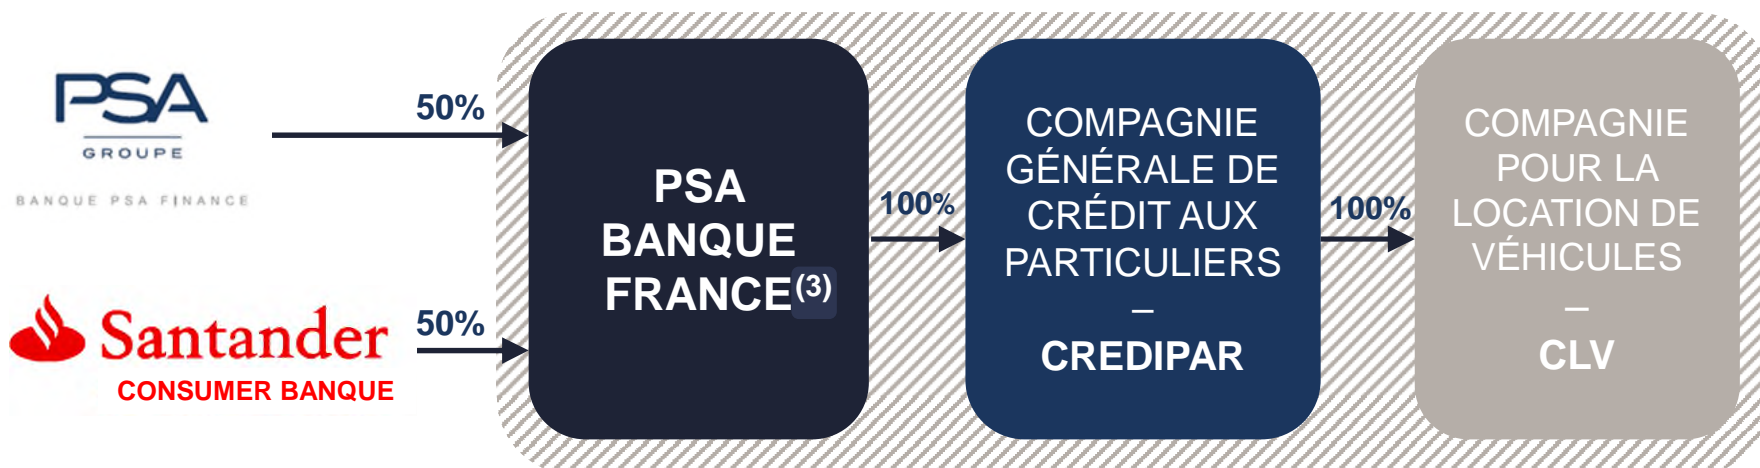 PSA
GROUPE
BANQUE PSA FINANCE
50%
Santander
CONSUMER BANQUE
50%
PSA
BANQUE
FRANCE(3)
100%
COMPAGNIE
GÉNÉRALE DE
CRÉDIT AUX
PARTICULIERS
–
CREDIPAR
100%
COMPAGNIE
POUR LA
LOCATION DE
VÉHICULES
–
CLV